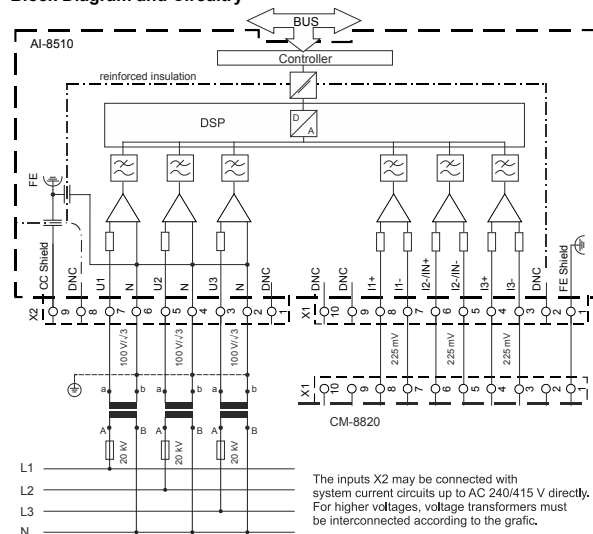 Block Diagram and Circuitry
BUS
AI-8510
Controller
reinforced insulation
DSP
D
A
FE
CC Shield
DNC
U1
N
U2
N
U3
N
DNC
DNC
DNC
I1+
I1-
I2-/IN+
I2-/IN-
I3+
I3-
DNC
FE Shield
X2
9
8
7
6
5
4
3
2
1
X1
10
9
8
7
6
5
4
3
2
1
100 V/√3
100 V/√3
100 V/√3
225 mV
225 mV
225 mV
a
b
a
b
a
b
X1
10
9
8
7
6
5
4
3
2
1
CM-8820
A
B
A
B
A
B
20 kV
20 kV
20 kV
L1
L2
L3
N
The inputs X2 may be connected with
system current circuits up to AC 240/415 V directly.
For higher voltages, voltage transformers must
be interconnected according to the grafic.